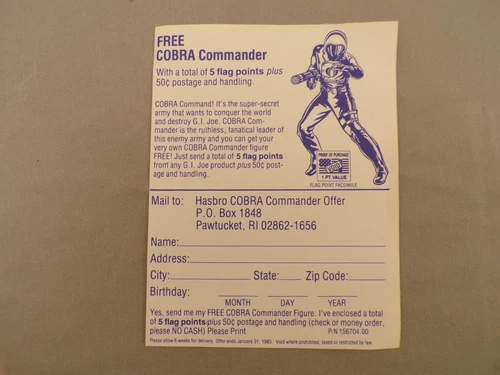 FREE
COBRA Commander
With a total of 5 flag points plus
50¢ postage and handling.
COBRA Command! It's the super-secret
army that wants to conquer the world
and destroy G.I. Joe. COBRA Com-
mander is the ruthless, fanatical leader of
this enemy army and you can get your
very own COBRA Commander figure
FREE! Just send a total of 5 flag points
from any G.I. Joe product plus 50¢ post-
age and handling.
PROOF OF PURCHASE
1 PT. VALUE
FLAG POINT FACSIMILE
Mail to: Hasbro COBRA Commander Offer
P.O. Box 1848
Pawtucket, RI 02862-1656
Name:
Address:
City: State: Zip Code:
Birthday:
MONTH DAY YEAR
Yes, send me my FREE COBRA Commander Figure. I've enclosed a total
of 5 flag points plus 50¢ postage and handling (check or money order,
please NO CASH) Please Print P/N 156704.00
Please allow 8 weeks for delivery. Offer ends January 31, 1983. Void where prohibited, taxed or restricted by law.